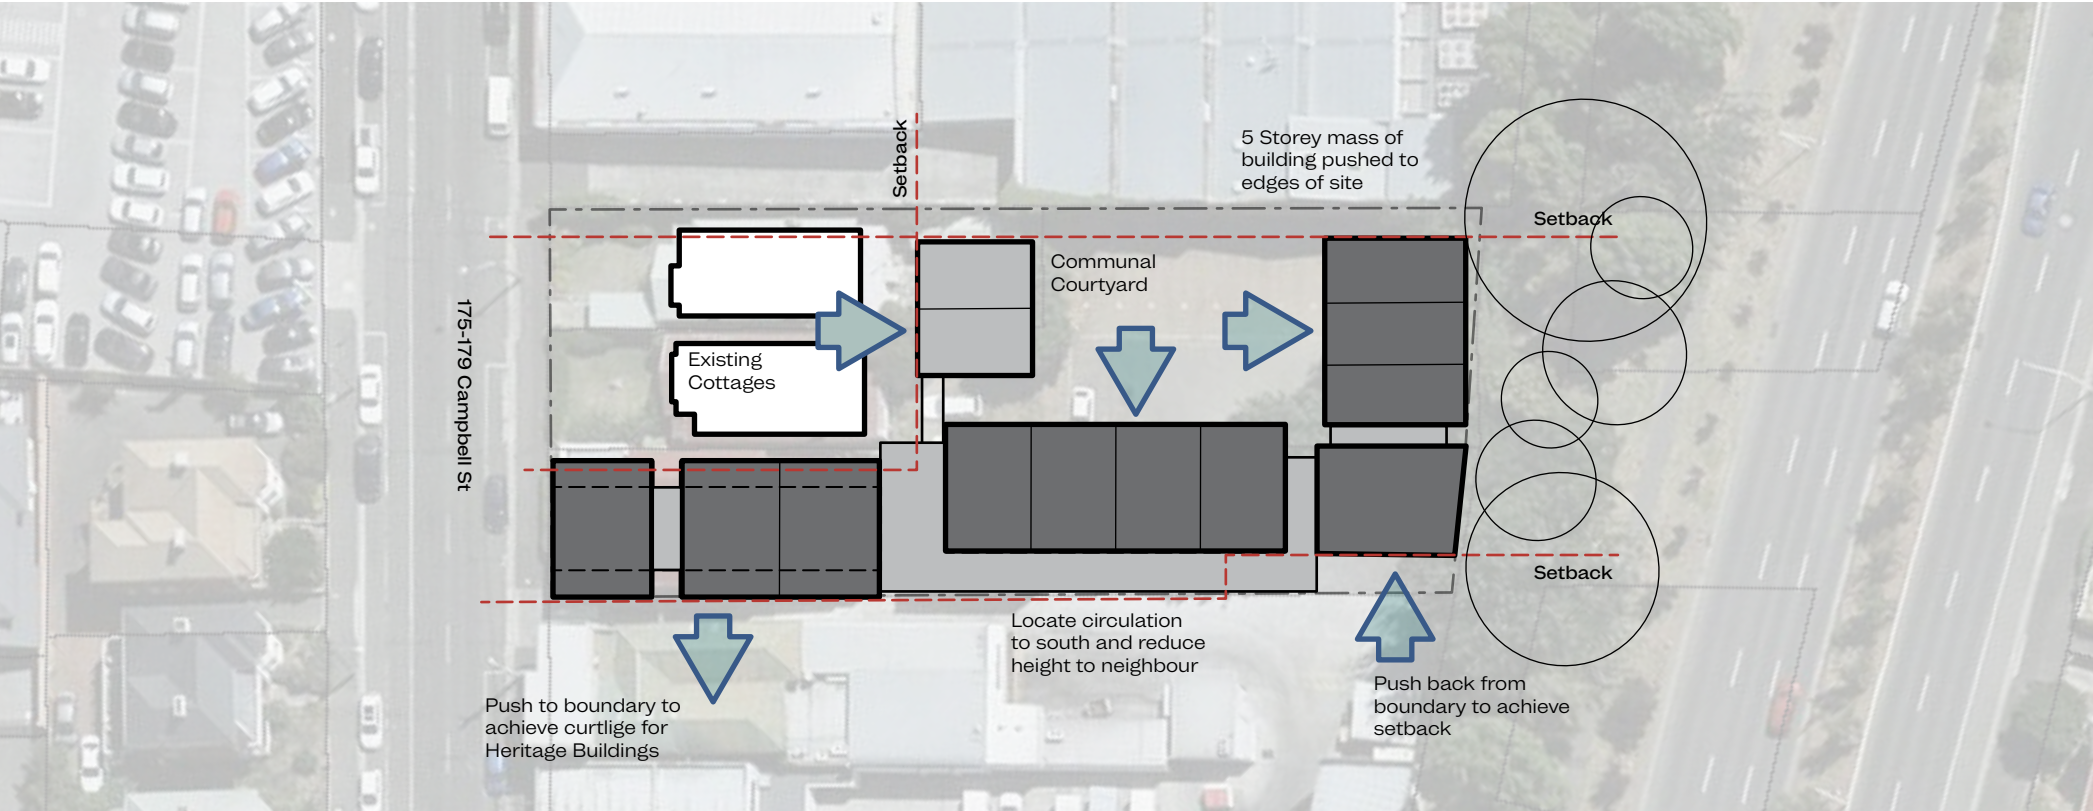 Setback
5 Storey mass of
building pushed to
edges of site
Setback
Communal
Courtyard
175-179 Campbell St
Existing
Cottages
Setback
Locate circulation
to south and reduce
height to neighbour
Push back from
boundary to achieve
setback
Push to boundary to
achieve curtlige for
Heritage Buildings